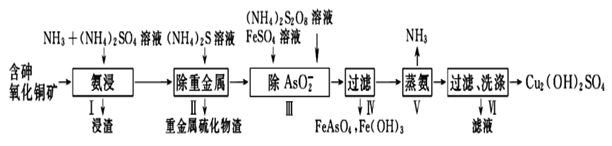 (NH₄)₂S₂O₈ 溶液
NH₃+(NH₄)₂SO₄ 溶液 (NH₄)₂S 溶液 FeSO₄ 溶液 NH₃
含砷
氧化铜矿 氨浸 除重金属 除 AsO₂⁻ 过滤 蒸氨 过滤、洗涤 Cu₂(OH)₂SO₄
Ⅰ Ⅱ Ⅲ Ⅳ Ⅴ Ⅵ
浸渣 重金属硫化物渣 FeAsO₄,Fe(OH)₃ 滤液